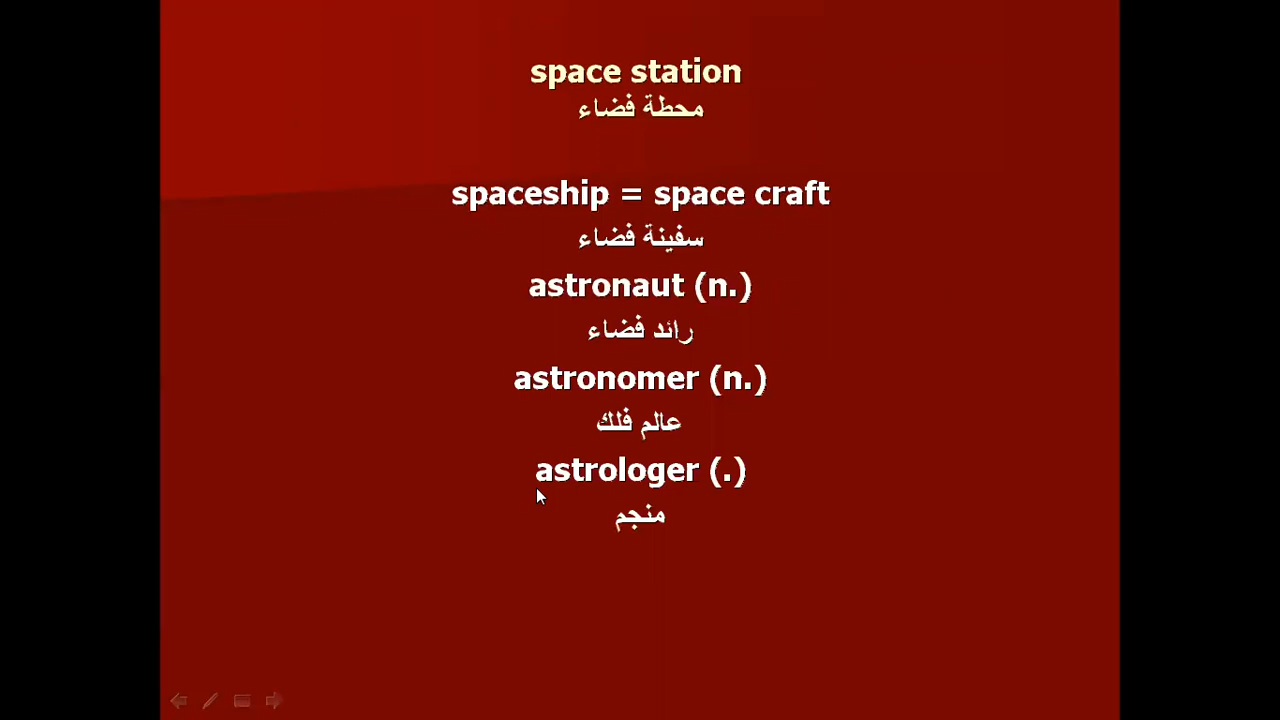 space station
محطة فضاء
spaceship = space craft
سفينة فضاء
astronaut (n.)
رائد فضاء
astronomer (n.)
عالم فلك
astrologer (.)
منجم